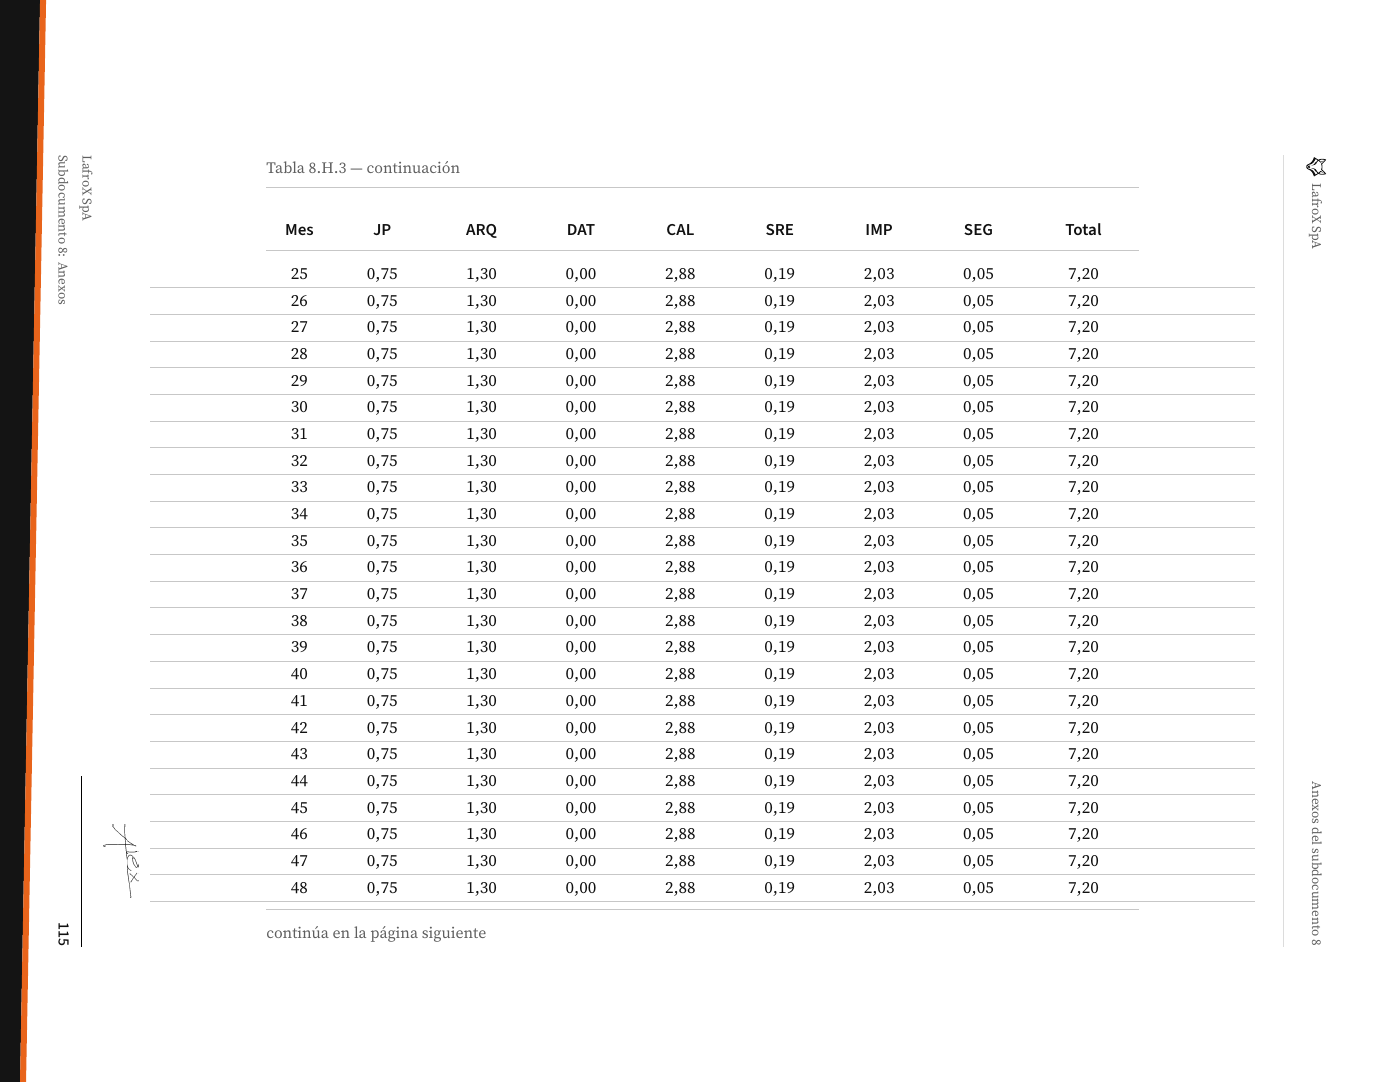 LafroX SpA
Anexos del subdocumento 8
Tabla 8.H.3 — continuación
Mes JP ARQ DAT CAL SRE IMP SEG Total
25 0,75 1,30 0,00 2,88 0,19 2,03 0,05 7,20
26 0,75 1,30 0,00 2,88 0,19 2,03 0,05 7,20
27 0,75 1,30 0,00 2,88 0,19 2,03 0,05 7,20
28 0,75 1,30 0,00 2,88 0,19 2,03 0,05 7,20
29 0,75 1,30 0,00 2,88 0,19 2,03 0,05 7,20
30 0,75 1,30 0,00 2,88 0,19 2,03 0,05 7,20
31 0,75 1,30 0,00 2,88 0,19 2,03 0,05 7,20
32 0,75 1,30 0,00 2,88 0,19 2,03 0,05 7,20
33 0,75 1,30 0,00 2,88 0,19 2,03 0,05 7,20
34 0,75 1,30 0,00 2,88 0,19 2,03 0,05 7,20
35 0,75 1,30 0,00 2,88 0,19 2,03 0,05 7,20
36 0,75 1,30 0,00 2,88 0,19 2,03 0,05 7,20
37 0,75 1,30 0,00 2,88 0,19 2,03 0,05 7,20
38 0,75 1,30 0,00 2,88 0,19 2,03 0,05 7,20
39 0,75 1,30 0,00 2,88 0,19 2,03 0,05 7,20
40 0,75 1,30 0,00 2,88 0,19 2,03 0,05 7,20
41 0,75 1,30 0,00 2,88 0,19 2,03 0,05 7,20
42 0,75 1,30 0,00 2,88 0,19 2,03 0,05 7,20
43 0,75 1,30 0,00 2,88 0,19 2,03 0,05 7,20
44 0,75 1,30 0,00 2,88 0,19 2,03 0,05 7,20
45 0,75 1,30 0,00 2,88 0,19 2,03 0,05 7,20
46 0,75 1,30 0,00 2,88 0,19 2,03 0,05 7,20
47 0,75 1,30 0,00 2,88 0,19 2,03 0,05 7,20
48 0,75 1,30 0,00 2,88 0,19 2,03 0,05 7,20
continúa en la página siguiente
Alex
LafroX SpA
Subdocumento 8: Anexos
115